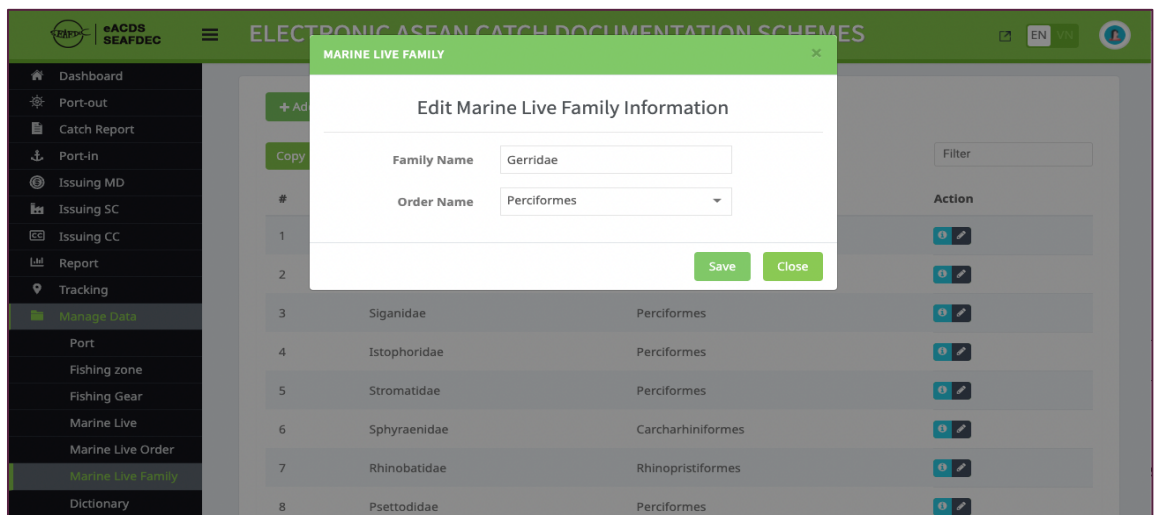 eACDS
SEAFDEC
ELECTRONIC ASEAN CATCH DOCUMENTATION SCHEMES
EN VN
Dashboard
Port-out
Catch Report
Port-in
Issuing MD
Issuing SC
Issuing CC
Report
Tracking
Manage Data
Port
Fishing zone
Fishing Gear
Marine Live
Marine Live Order
Marine Live Family
Dictionary
MARINE LIVE FAMILY ×
Edit Marine Live Family Information
Family Name Gerridae
Order Name Perciformes
Save Close
Copy
Filter
# Action
1
2
3 Siganidae Perciformes
4 Istophoridae Perciformes
5 Stromatidae Perciformes
6 Sphyraenidae Carcharhiniformes
7 Rhinobatidae Rhinopristiformes
8 Psettodidae Perciformes